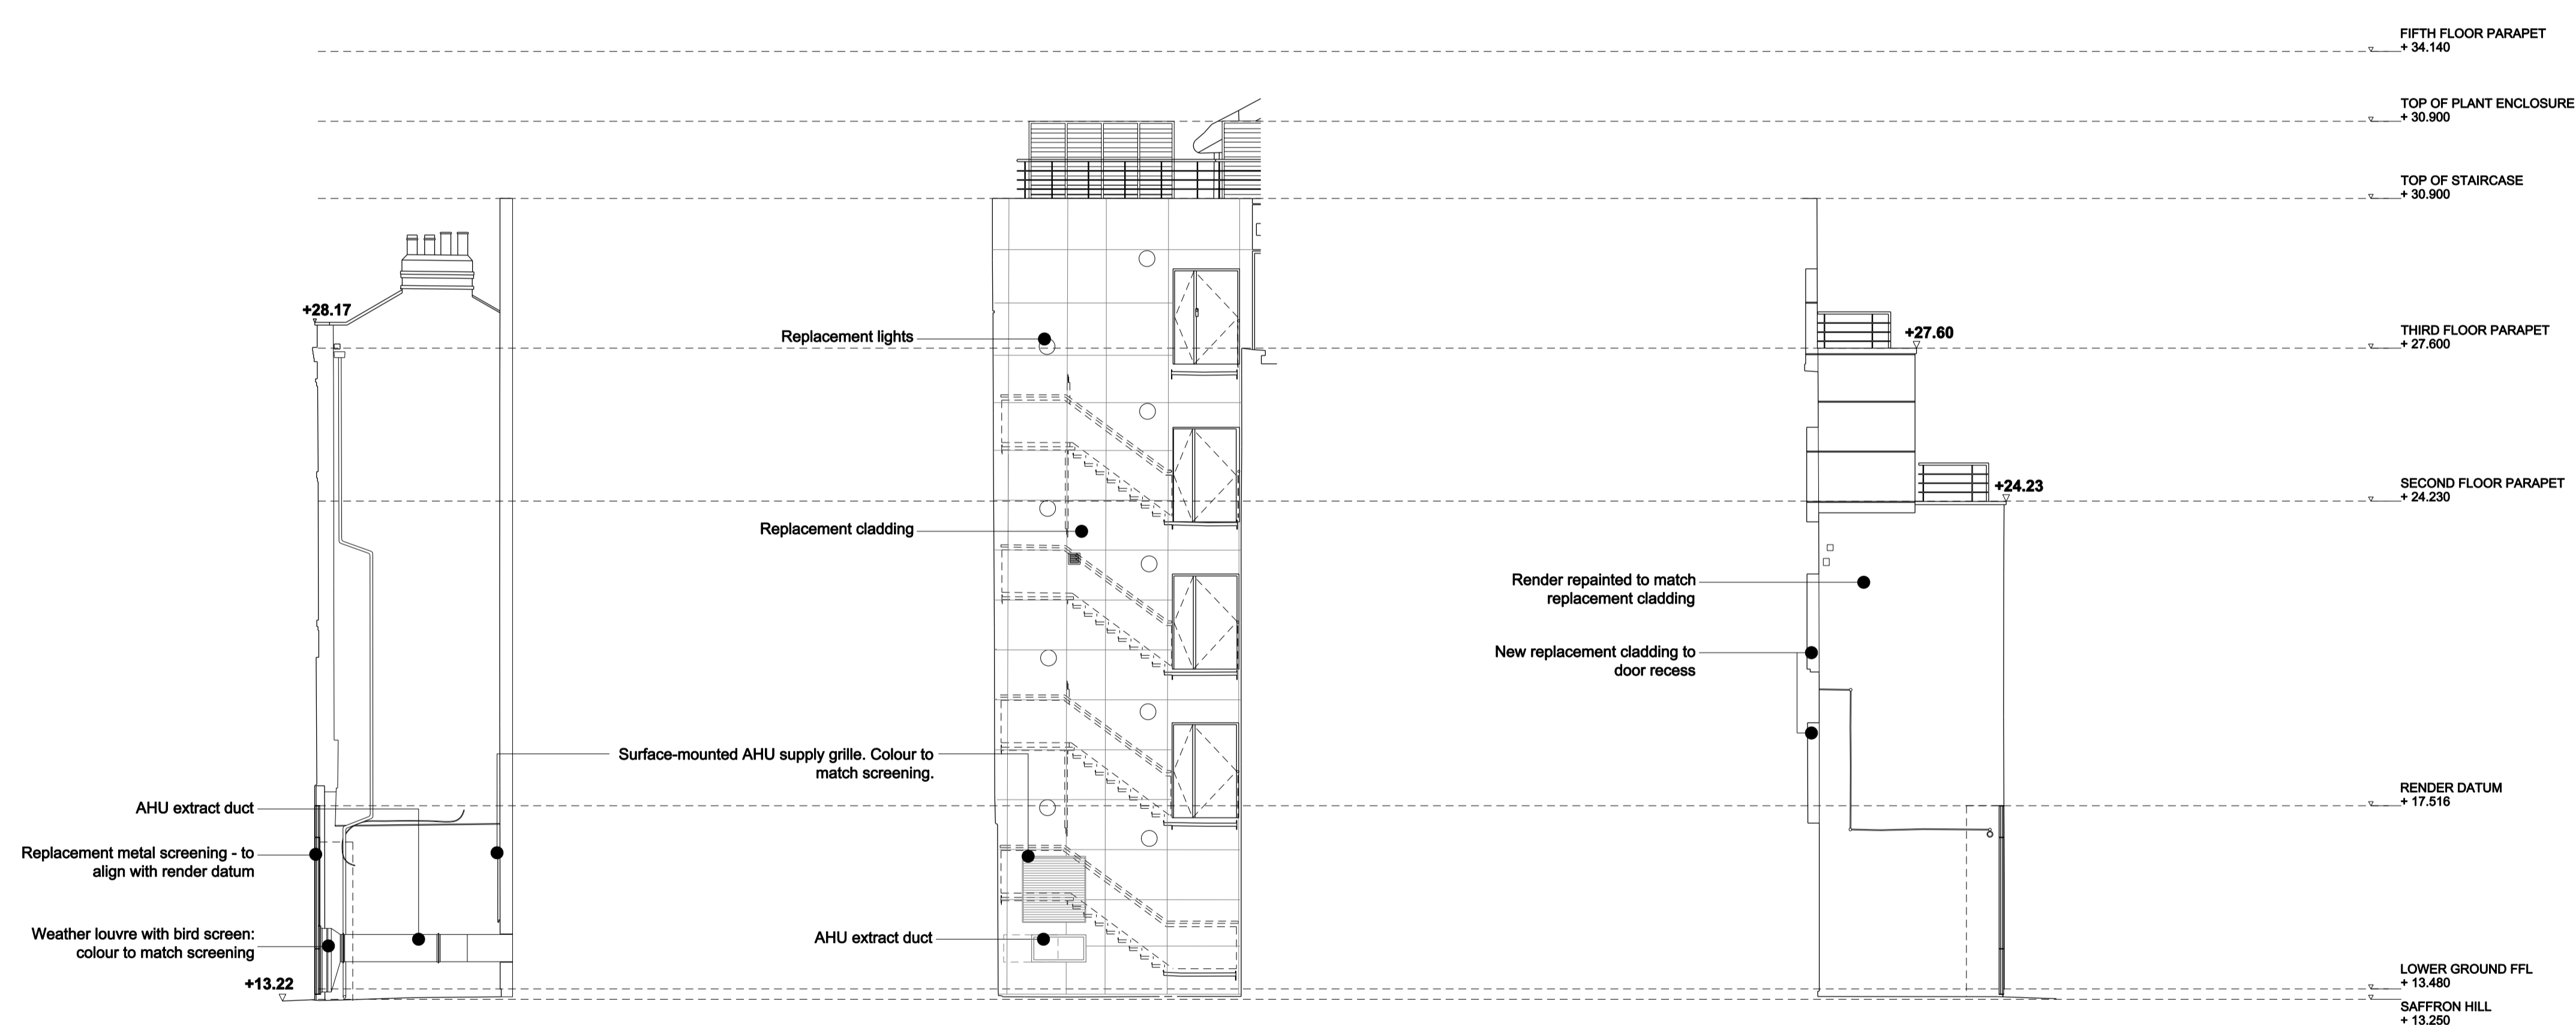 FIFTH FLOOR PARAPET
+ 34.140
TOP OF PLANT ENCLOSURE
+ 30.900
TOP OF STAIRCASE
+ 30.900
+28.17
Replacement lights
+27.60
THIRD FLOOR PARAPET
+ 27.600
+24.23
SECOND FLOOR PARAPET
+ 24.230
Replacement cladding
Render repainted to match
replacement cladding
New replacement cladding to
door recess
Surface-mounted AHU supply grille. Colour to
match screening.
AHU extract duct
RENDER DATUM
+ 17.516
Replacement metal screening - to
align with render datum
Weather louvre with bird screen:
colour to match screening
AHU extract duct
+13.22
LOWER GROUND FFL
+ 13.480
SAFFRON HILL
+ 13.250